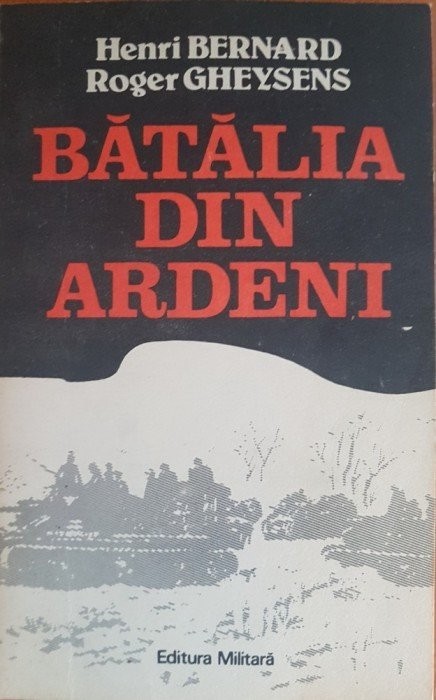 Henri BERNARD
Roger GHEYSENS
BĂTĂLIA
DIN
ARDENI
Editura Militară